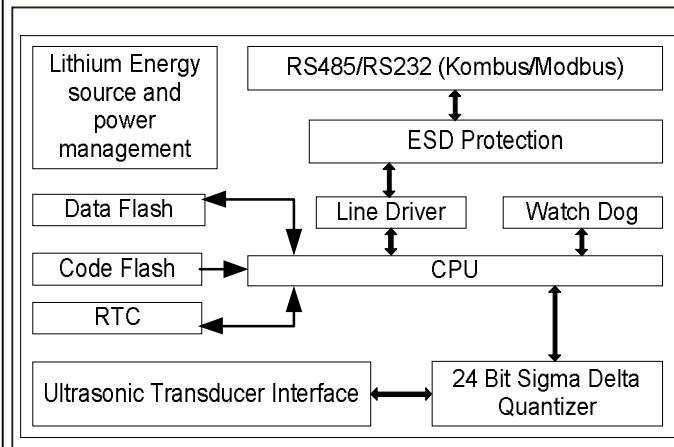 Lithium Energy
source and
power
management
RS485/RS232 (Kombus/Modbus)
ESD Protection
Data Flash
Line Driver
Watch Dog
Code Flash
CPU
RTC
Ultrasonic Transducer Interface
24 Bit Sigma Delta
Quantizer